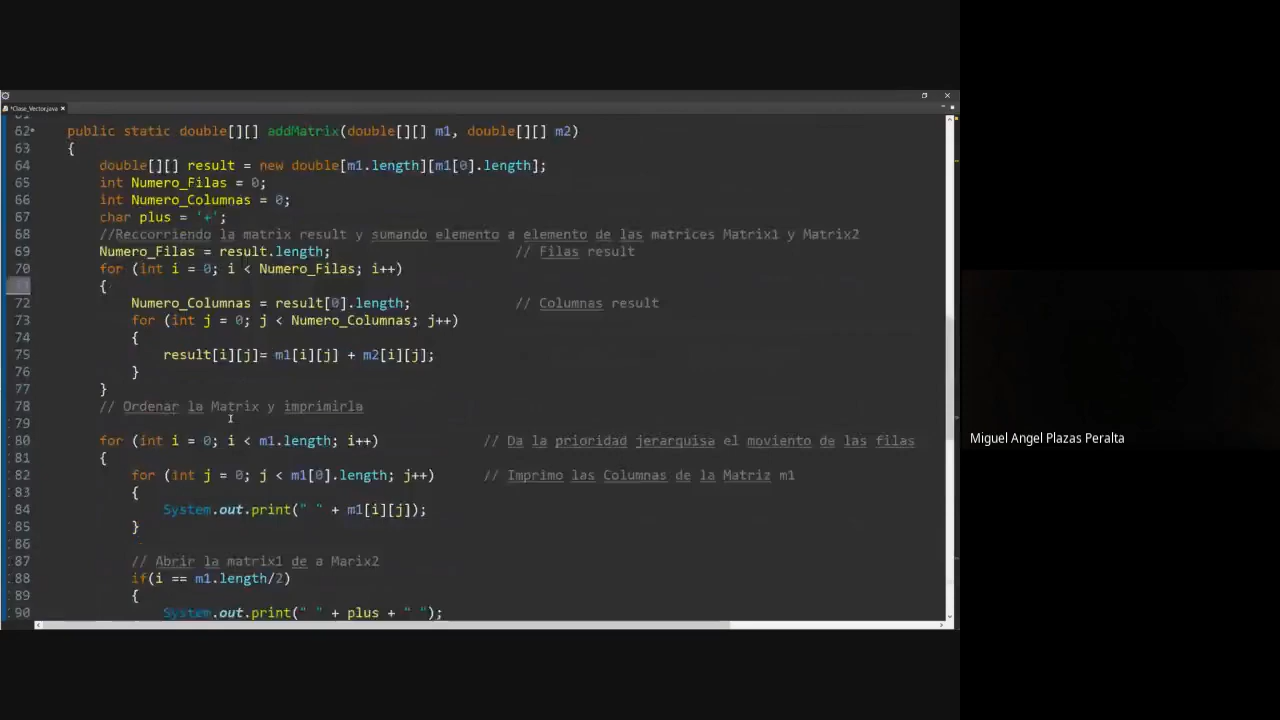 *Clase_Vector.java
61
62 public static double[][] addMatrix(double[][] m1, double[][] m2)
63 {
64 double[][] result = new double[m1.length][m1[0].length];
65 int Numero_Filas = 0;
66 int Numero_Columnas = 0;
67 char plus = '+';
68 //Reccorriendo la matrix result y sumando elemento a elemento de las matrices Matrix1 y Matrix2
69 Numero_Filas = result.length; // Filas result
70 for (int i = 0; i < Numero_Filas; i++)
71 {
72 Numero_Columnas = result[0].length; // Columnas result
73 for (int j = 0; j < Numero_Columnas; j++)
74 {
75 result[i][j]= m1[i][j] + m2[i][j];
76 }
77 }
78 // Ordenar la Matrix y imprimirla
79
80 for (int i = 0; i < m1.length; i++) // Da la prioridad jerarquisa el moviento de las filas
81 {
82 for (int j = 0; j < m1[0].length; j++) // Imprimo las Columnas de la Matriz m1
83 {
84 System.out.print(" " + m1[i][j]);
85 }
86
87 // Abrir la matrix1 de a Marix2
88 if(i == m1.length/2)
89 {
90 System.out.print(" " + plus + " ");
Miguel Angel Plazas Peralta